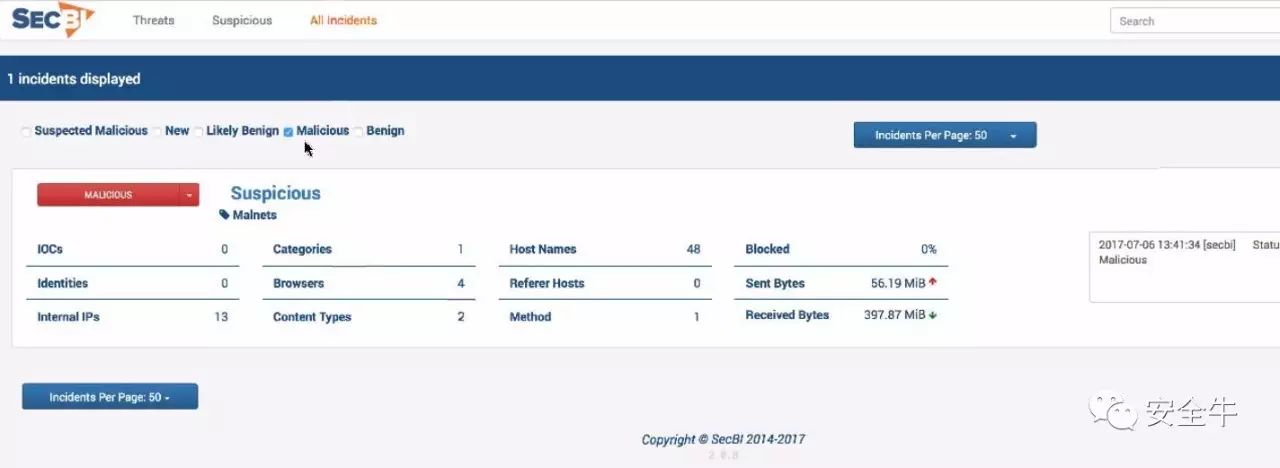 SECBI Threats Suspicious All Incidents Search
1 incidents displayed
Suspected Malicious New Likely Benign Malicious Benign
Incidents Per Page: 50
MALICIOUS Suspicious
Malnets
IOCs 0 Categories 1 Host Names 48 Blocked 0%
2017-07-06 13:41:34 [secbi] Statu
Malicious
Identities 0 Browsers 4 Referer Hosts 0 Sent Bytes 56.19 MiB
Internal IPs 13 Content Types 2 Method 1 Received Bytes 397.87 MiB
Incidents Per Page: 50
安全牛
Copyright © SecBI 2014-2017
2.0.8